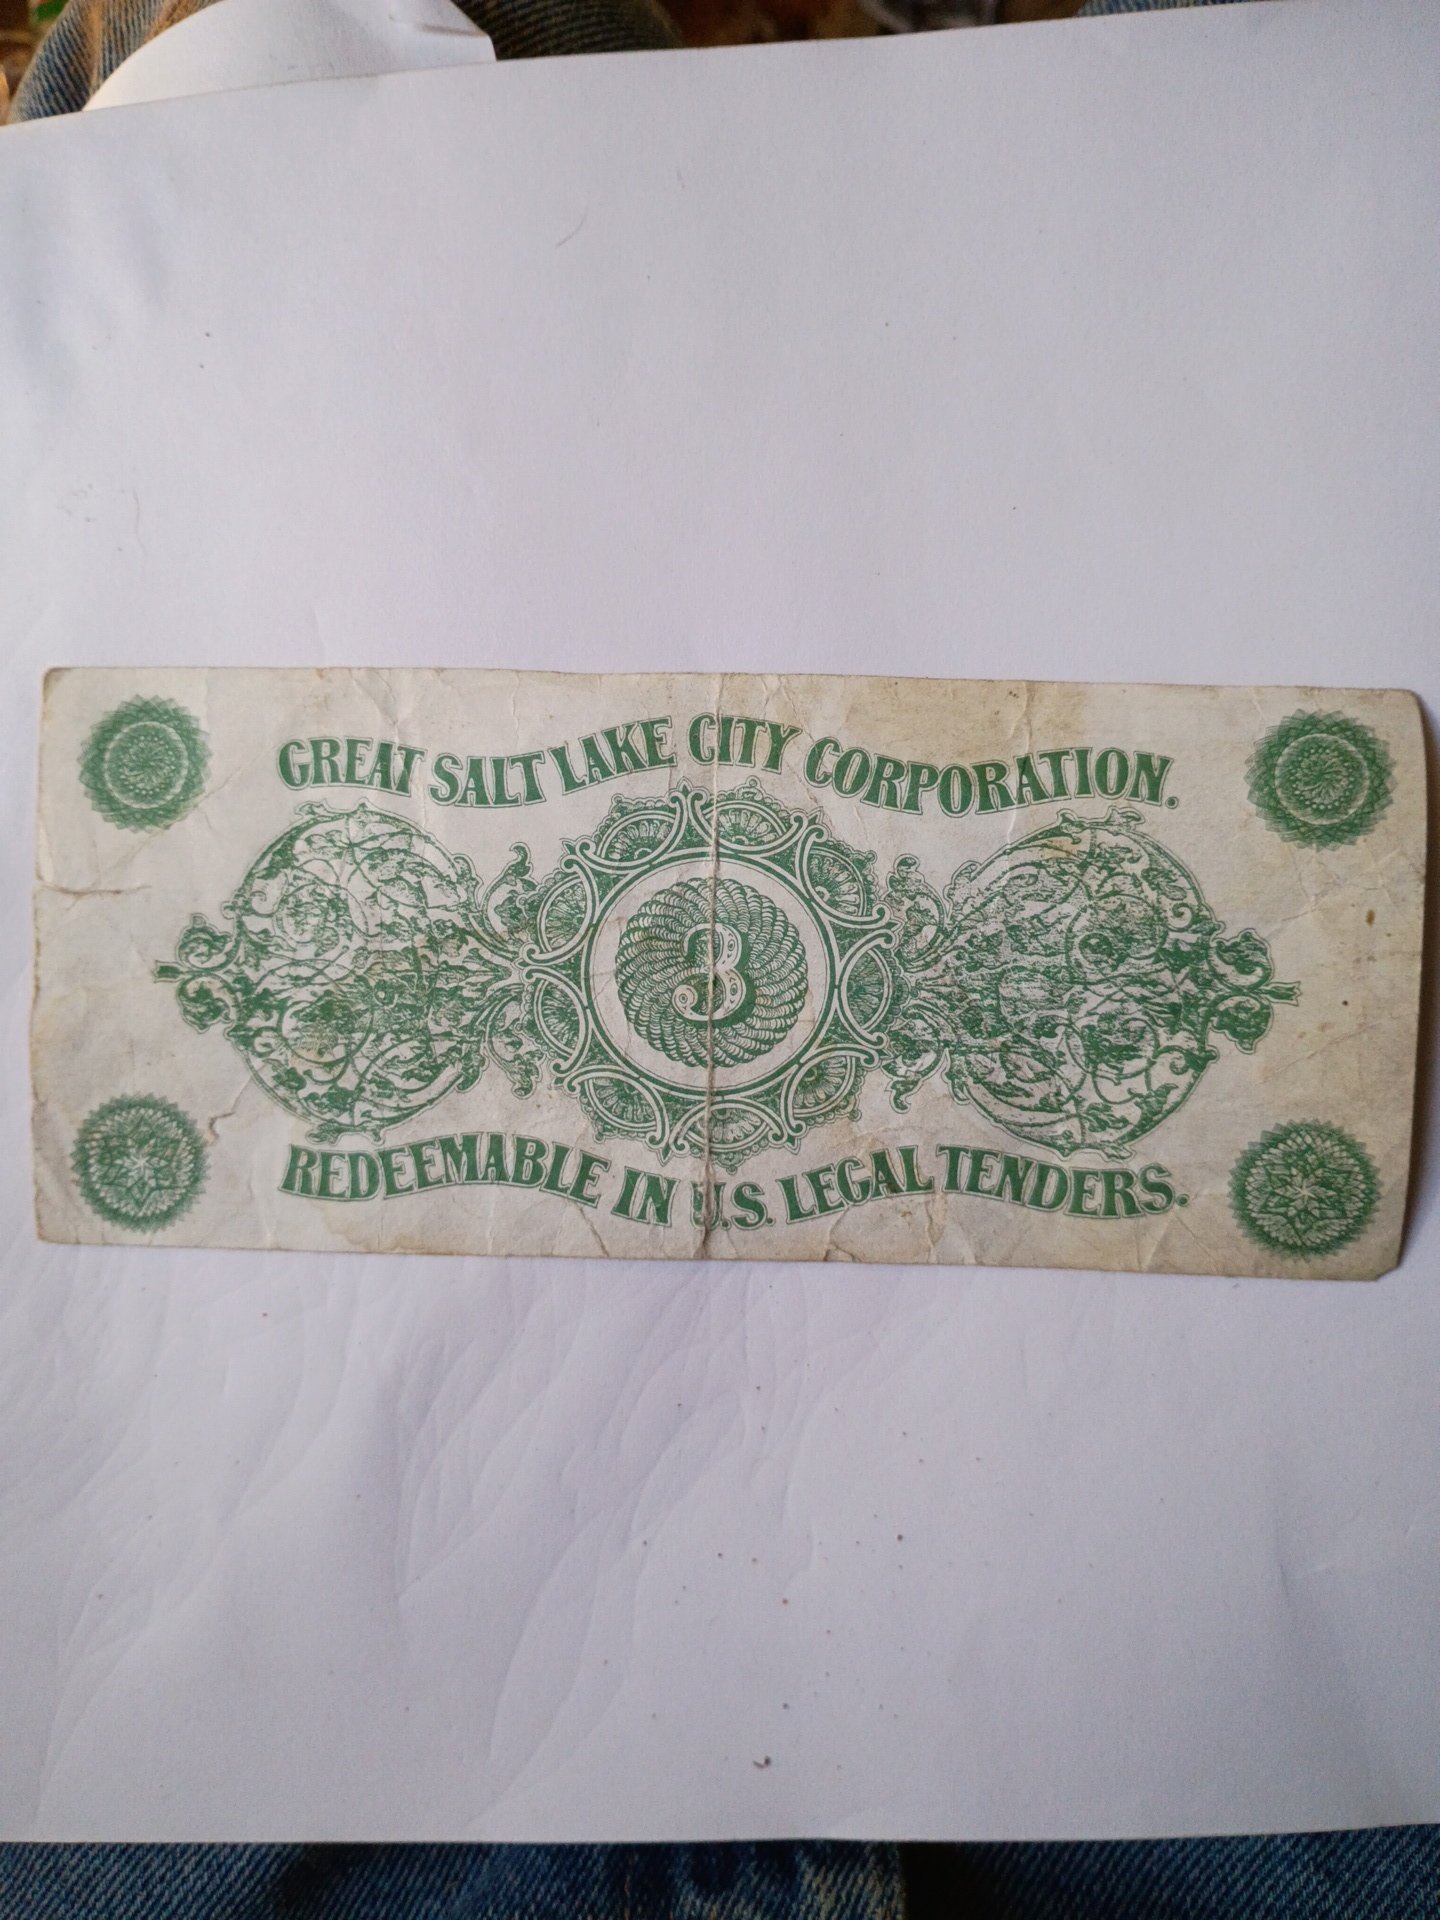 GREAT SALT LAKE CITY CORPORATION.
3
REDEEMABLE IN U.S. LEGAL TENDERS.